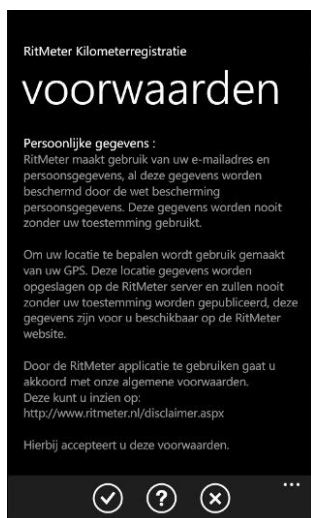 RitMeter Kilometerregistratie
voorwaarden
Persoonlijke gegevens :
RitMeter maakt gebruik van uw e-mailadres en
persoonsgegevens, al deze gegevens worden
beschermd door de wet bescherming
persoonsgegevens. Deze gegevens worden nooit
zonder uw toestemming gebruikt.
Om uw locatie te bepalen wordt gebruik gemaakt
van uw GPS. Deze locatie gegevens worden
opgeslagen op de RitMeter server en zullen nooit
zonder uw toestemming worden gepubliceerd, deze
gegevens zijn voor u beschikbaar op de RitMeter
website.
Door de RitMeter applicatie te gebruiken gaat u
akkoord met onze algemene voorwaarden.
Deze kunt u inzien op:
http://www.ritmeter.nl/disclaimer.aspx
Hierbij accepteert u deze voorwaarden.